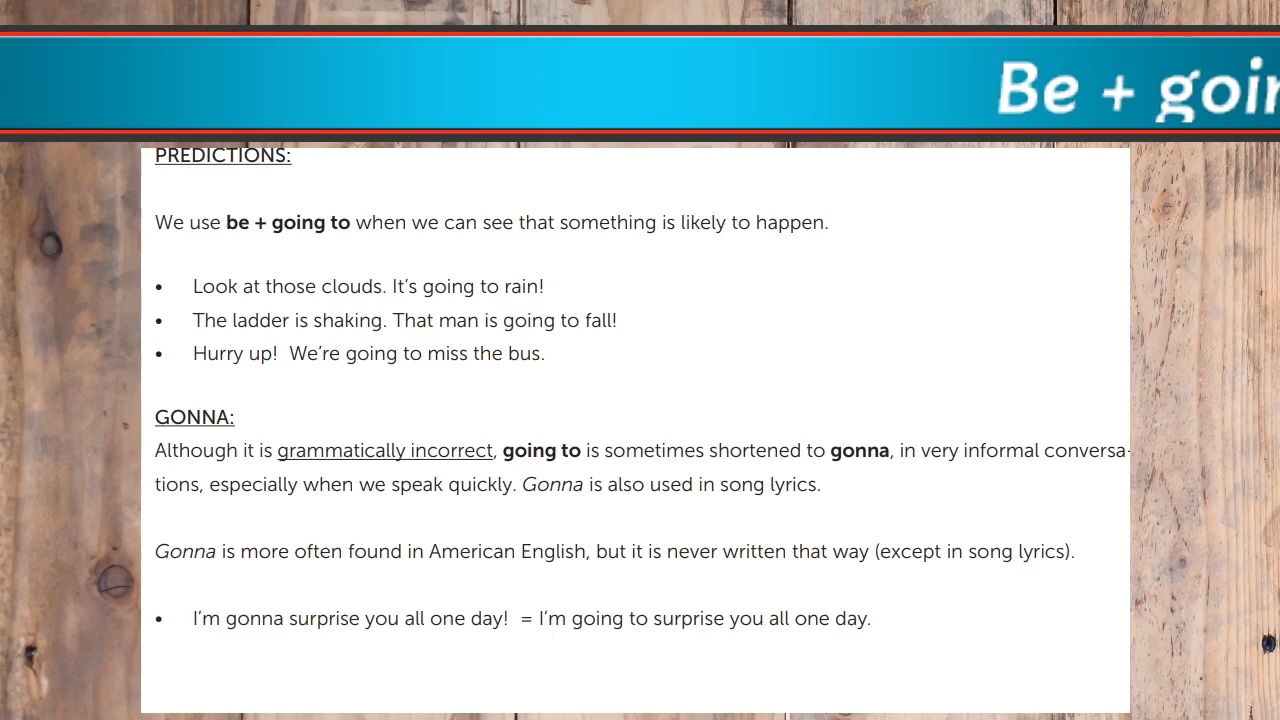 Be + goin
PREDICTIONS:
We use be + going to when we can see that something is likely to happen.
• Look at those clouds. It's going to rain!
• The ladder is shaking. That man is going to fall!
• Hurry up!  We're going to miss the bus.
GONNA:
Although it is grammatically incorrect, going to is sometimes shortened to gonna, in very informal conversa-
tions, especially when we speak quickly. Gonna is also used in song lyrics.
Gonna is more often found in American English, but it is never written that way (except in song lyrics).
• I'm gonna surprise you all one day!  = I'm going to surprise you all one day.